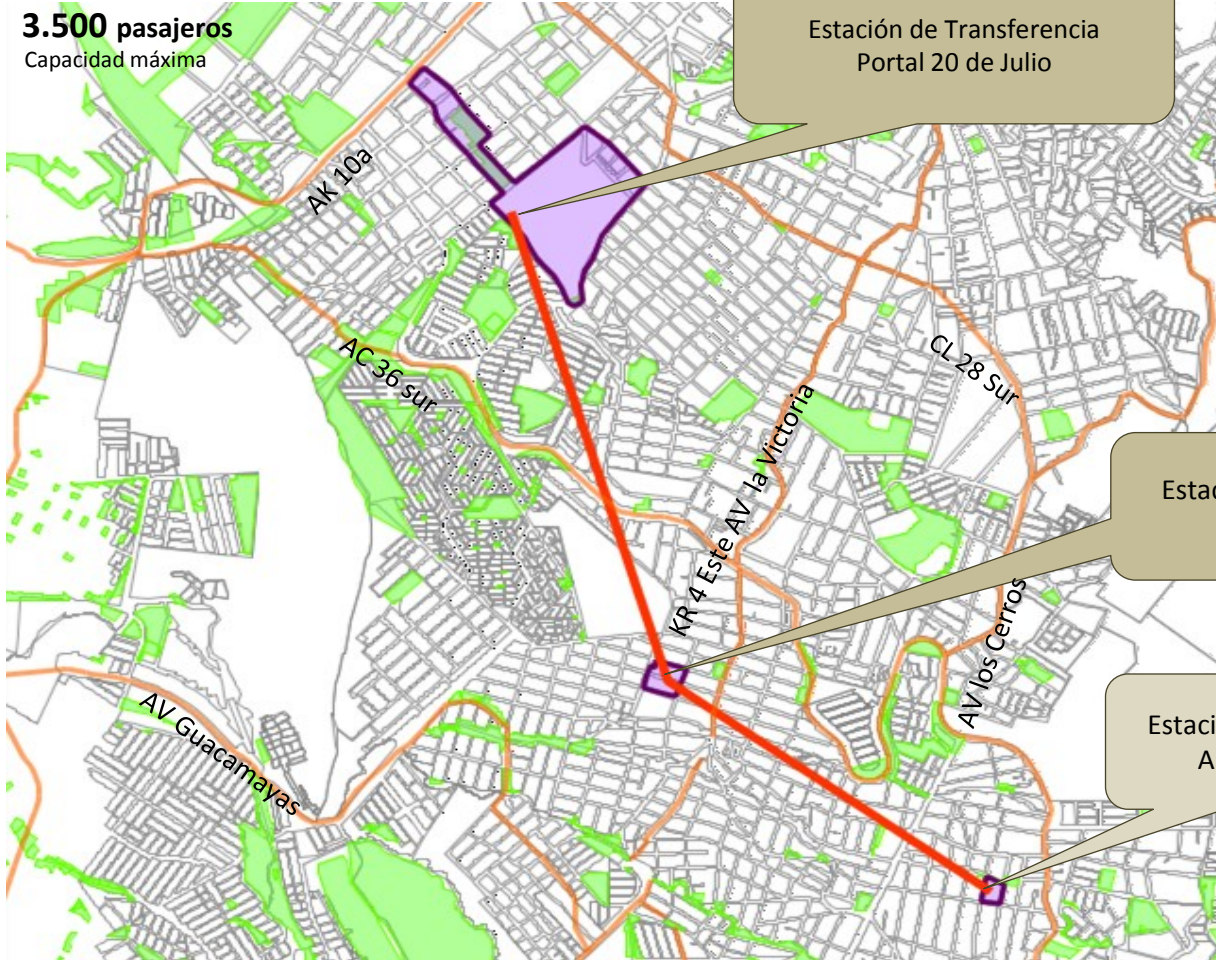 3.500 pasajeros
Capacidad máxima
Estación de Transferencia
Portal 20 de Julio
AK 10a
AC 36 sur
CL 28 Sur
KR 4 Este AV la Victoria
AV los Cerros
AV Guacamayas